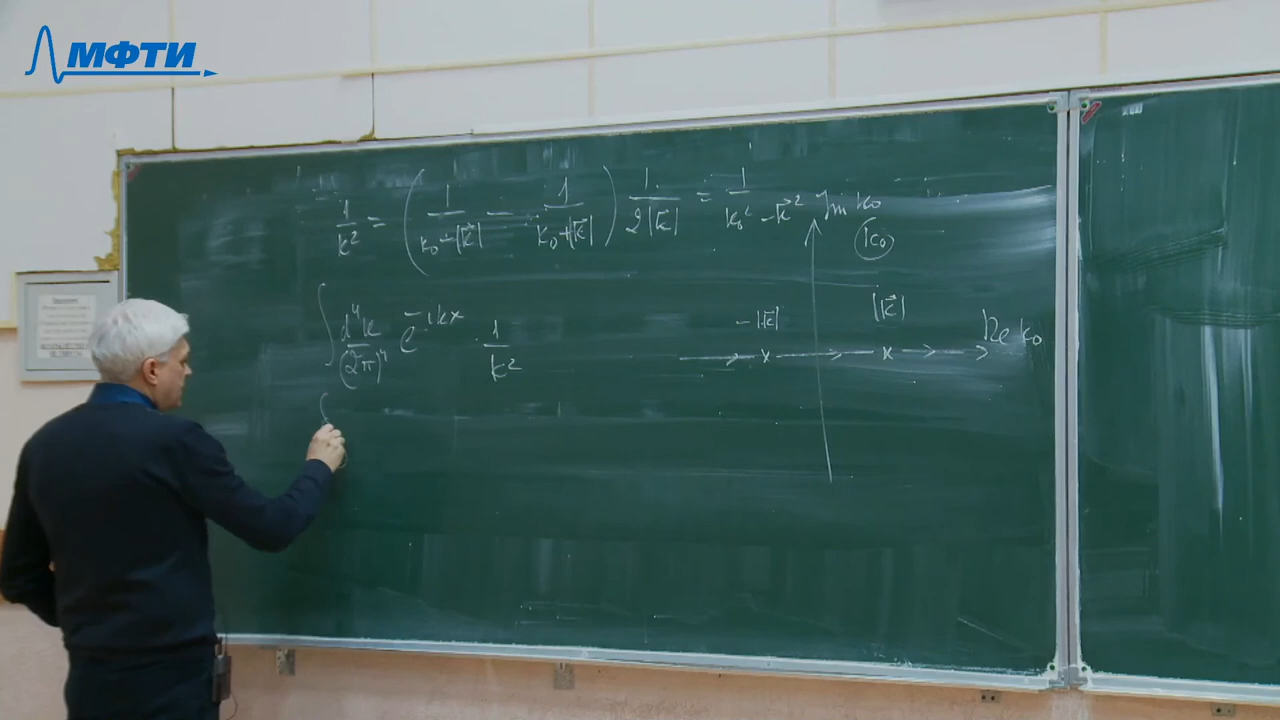 МФТИ
1/k² = (1/(k₀-|k⃗|) - 1/(k₀+|k⃗|)) 1/(2|k⃗|) = 1/(k₀² - k⃗²)
Im k₀
k₀
∫ d⁴k/(2π)⁴ e^{-ikx} · 1/k²
-|k⃗|
|k⃗|
Re k₀